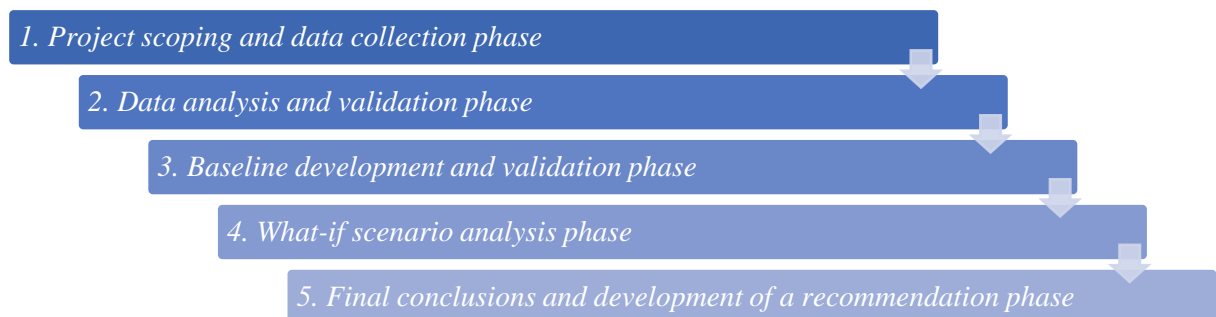 1. Project scoping and data collection phase
2. Data analysis and validation phase
3. Baseline development and validation phase
4. What-if scenario analysis phase
5. Final conclusions and development of a recommendation phase